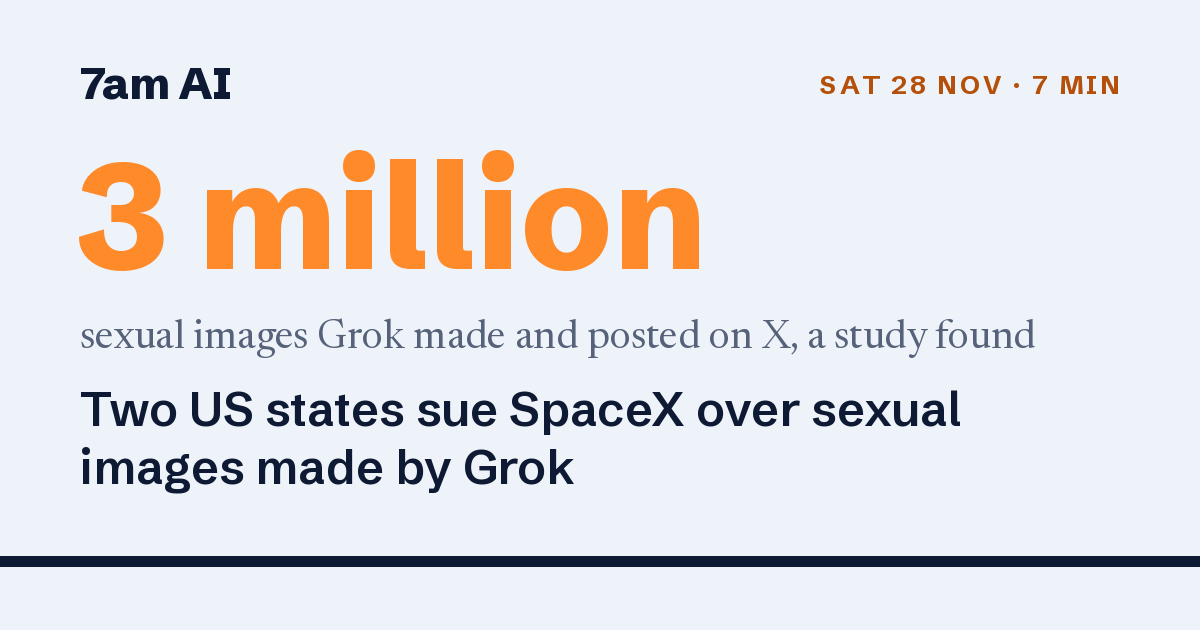 7am AI
SAT 28 NOV · 7 MIN
3 million
sexual images Grok made and posted on X, a study found
Two US states sue SpaceX over sexual
images made by Grok